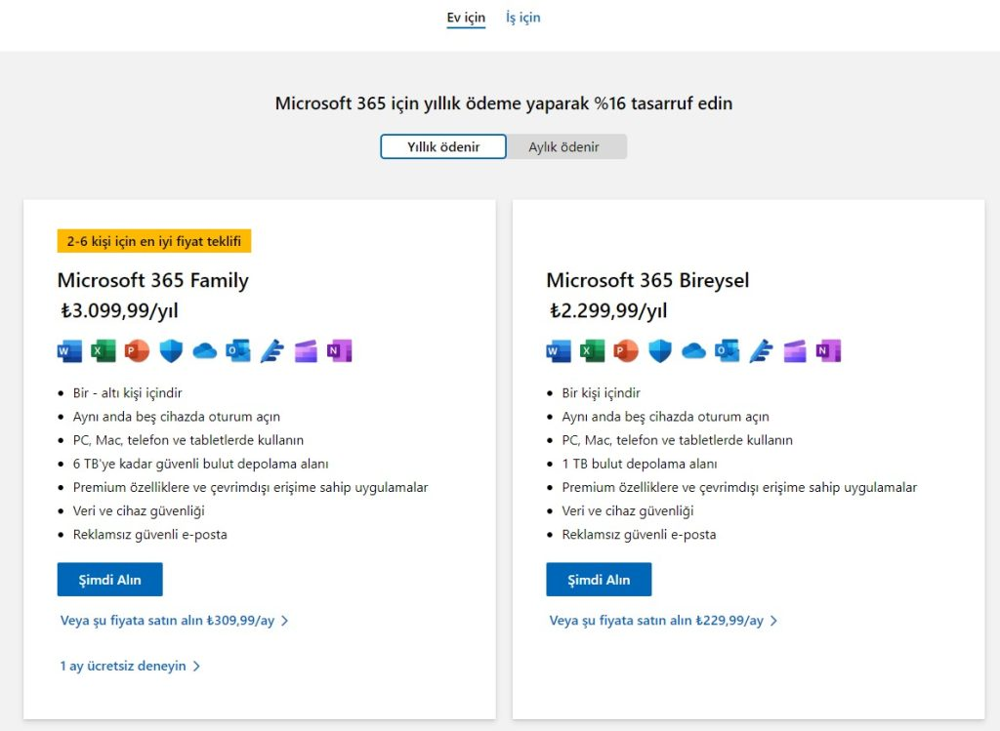 Ev için
İş için
Microsoft 365 için yıllık ödeme yaparak %16 tasarruf edin
Yıllık ödenir
Aylık ödenir
2-6 kişi için en iyi fiyat teklifi
Microsoft 365 Family
₺3.099,99/yıl
W X P O N
Bir - altı kişi içindir
Aynı anda beş cihazda oturum açın
PC, Mac, telefon ve tabletlerde kullanın
6 TB'ye kadar güvenli bulut depolama alanı
Premium özelliklere ve çevrimdışı erişime sahip uygulamalar
Veri ve cihaz güvenliği
Reklamsız güvenli e-posta
Şimdi Alın
Veya şu fiyata satın alın ₺309,99/ay
1 ay ücretsiz deneyin
Microsoft 365 Bireysel
₺2.299,99/yıl
W X P O N
Bir kişi içindir
Aynı anda beş cihazda oturum açın
PC, Mac, telefon ve tabletlerde kullanın
1 TB bulut depolama alanı
Premium özelliklere ve çevrimdışı erişime sahip uygulamalar
Veri ve cihaz güvenliği
Reklamsız güvenli e-posta
Şimdi Alın
Veya şu fiyata satın alın ₺229,99/ay